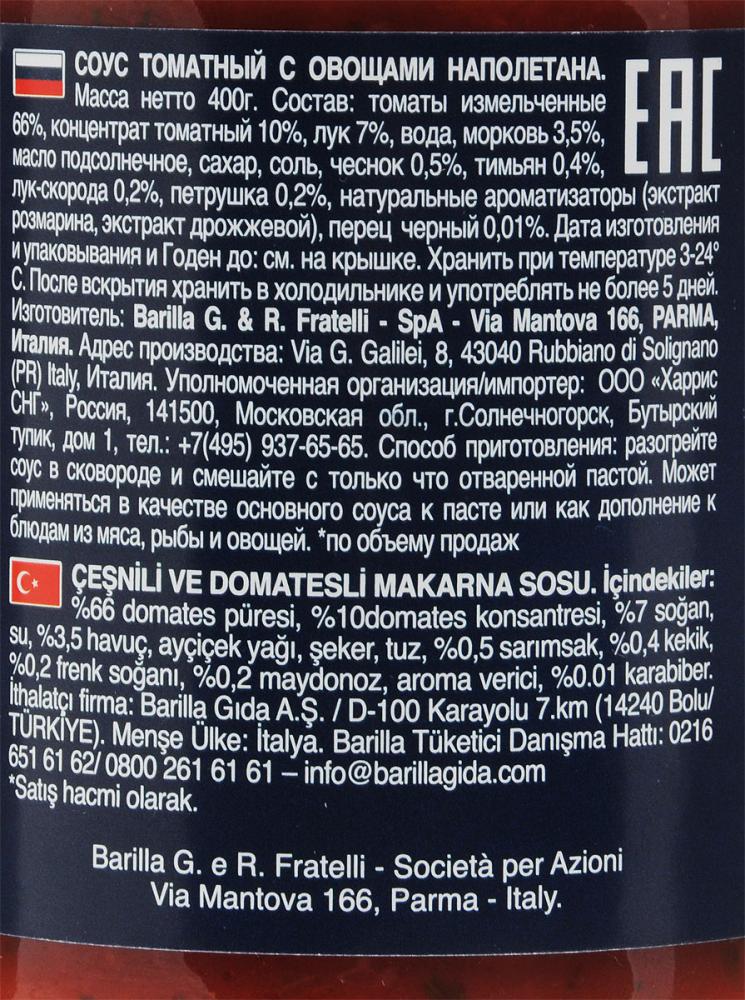 СОУС ТОМАТНЫЙ С ОВОЩАМИ НАПОЛЕТАНА.
Масса нетто 400г. Состав: томаты измельченные
66%, концентрат томатный 10%, лук 7%, вода, морковь 3,5%,
масло подсолнечное, сахар, соль, чеснок 0,5%, тимьян 0,4%,
лук-скорода 0,2%, петрушка 0,2%, натуральные ароматизаторы (экстракт
розмарина, экстракт дрожжевой), перец черный 0,01%. Дата изготовления
и упаковывания и Годен до: см. на крышке. Хранить при температуре 3-24°
С. После вскрытия хранить в холодильнике и употреблять не более 5 дней.
Изготовитель: Barilla G. & R. Fratelli - SpA - Via Mantova 166, PARMA,
Италия. Адрес производства: Via G. Galilei, 8, 43040 Rubbiano di Solignano
(PR) Italy, Италия. Уполномоченная организация/импортер: ООО «Харрис
СНГ», Россия, 141500, Московская обл., г.Солнечногорск, Бутырский
тупик, дом 1, тел.: +7(495) 937-65-65. Способ приготовления: разогрейте
соус в сковороде и смешайте с только что отваренной пастой. Может
применяться в качестве основного соуса к пасте или как дополнение к
блюдам из мяса, рыбы и овощей. *по объему продаж
EAC
ÇEŞNİLİ VE DOMATESLİ MAKARNA SOSU. İçindekiler:
%66 domates püresi, %10domates konsantresi, %7 soğan,
su, %3,5 havuç, ayçiçek yağı, şeker, tuz, %0,5 sarımsak, %0,4 kekik,
%0,2 frenk soğanı, %0,2 maydonoz, aroma verici, %0.01 karabiber.
İthalatçı firma: Barilla Gıda A.Ş. / D-100 Karayolu 7.km (14240 Bolu/
TÜRKİYE). Menşe Ülke: İtalya. Barilla Tüketici Danışma Hattı: 0216
651 61 62/ 0800 261 61 61 – info@barillagida.com
*Satış hacmi olarak.
Barilla G. e R. Fratelli - Società per Azioni
Via Mantova 166, Parma - Italy.